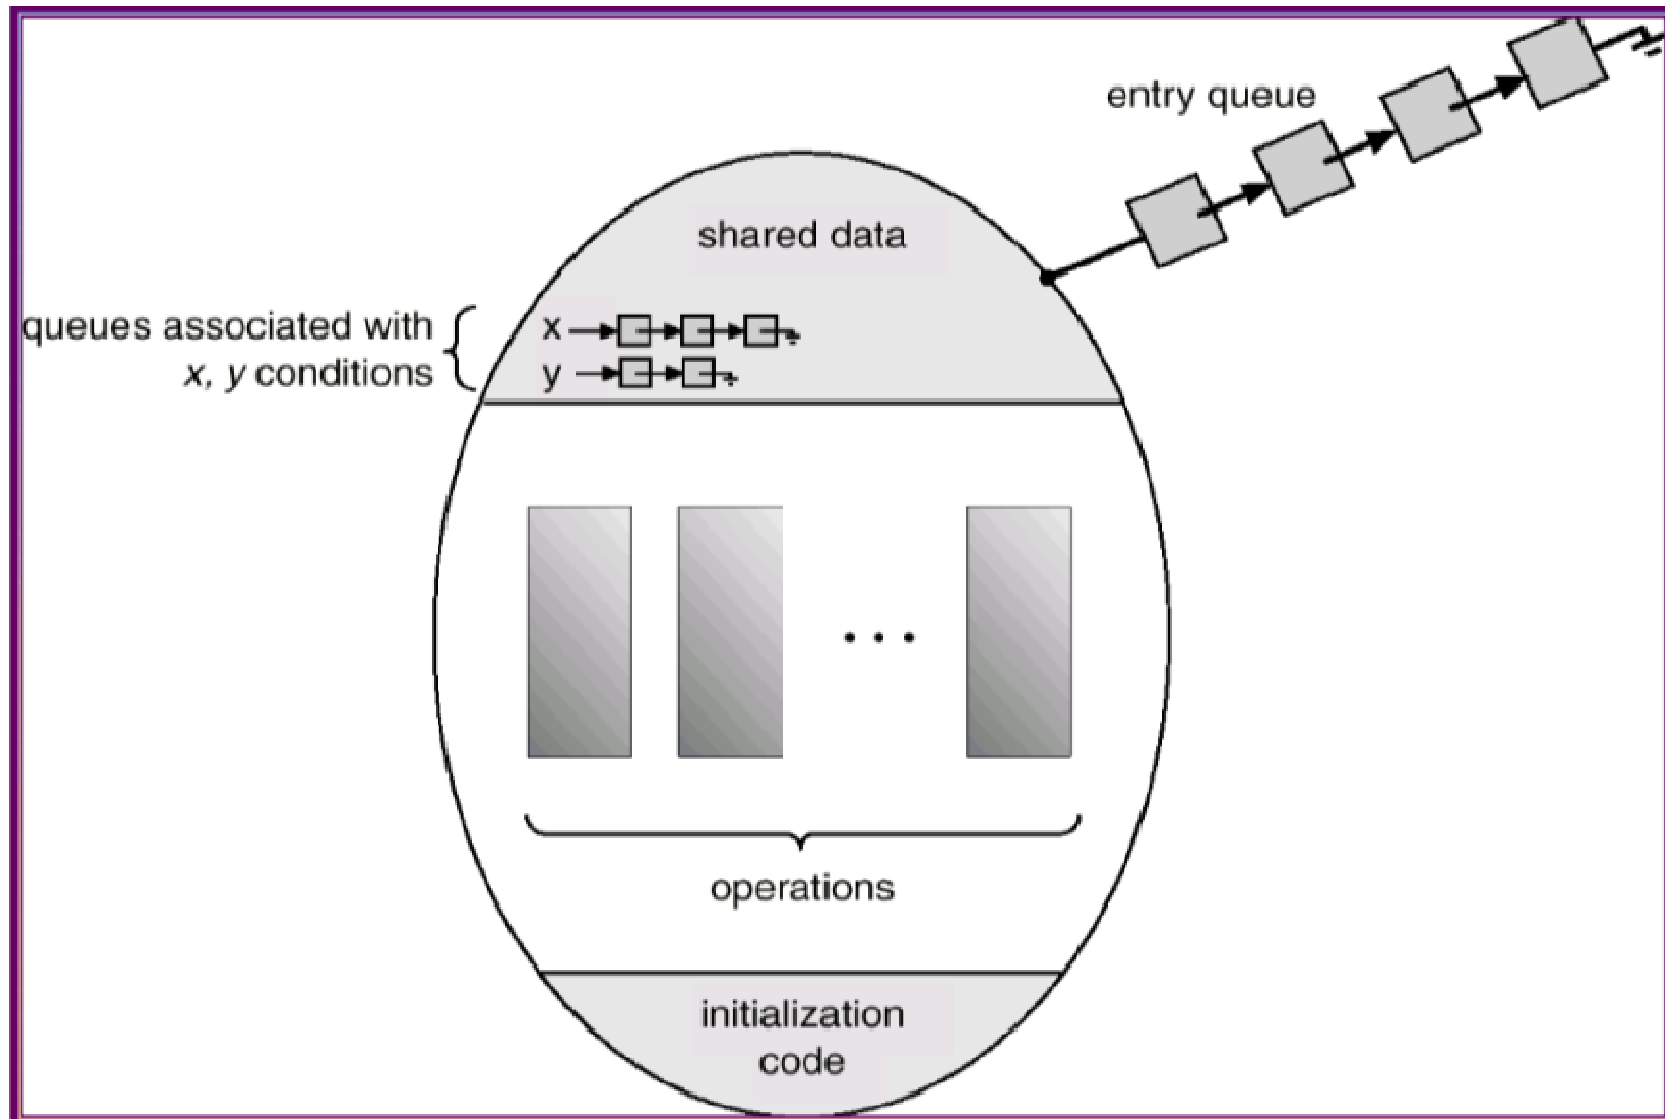 entry queue
shared data
queues associated with
x, y conditions
x
y
• • •
operations
initialization
code